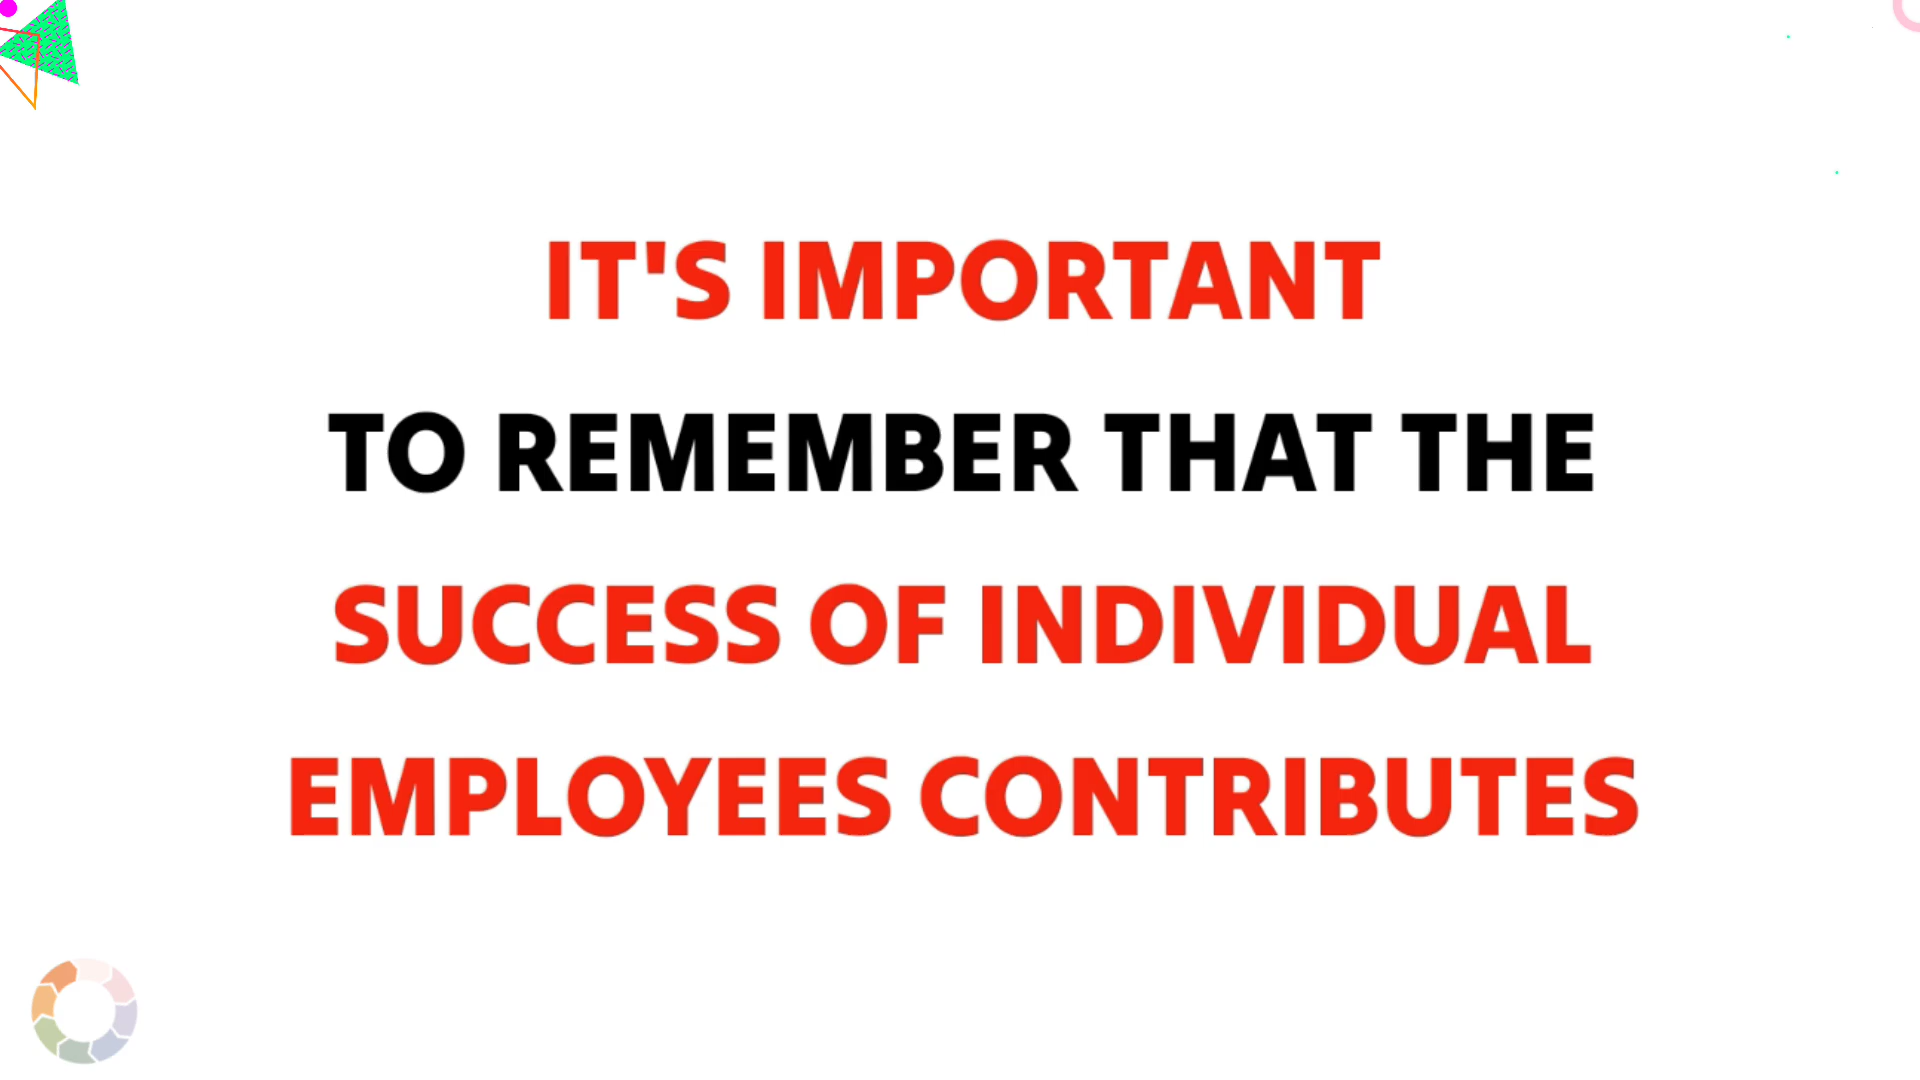 IT'S IMPORTANT
TO REMEMBER THAT THE
SUCCESS OF INDIVIDUAL
EMPLOYEES CONTRIBUTES